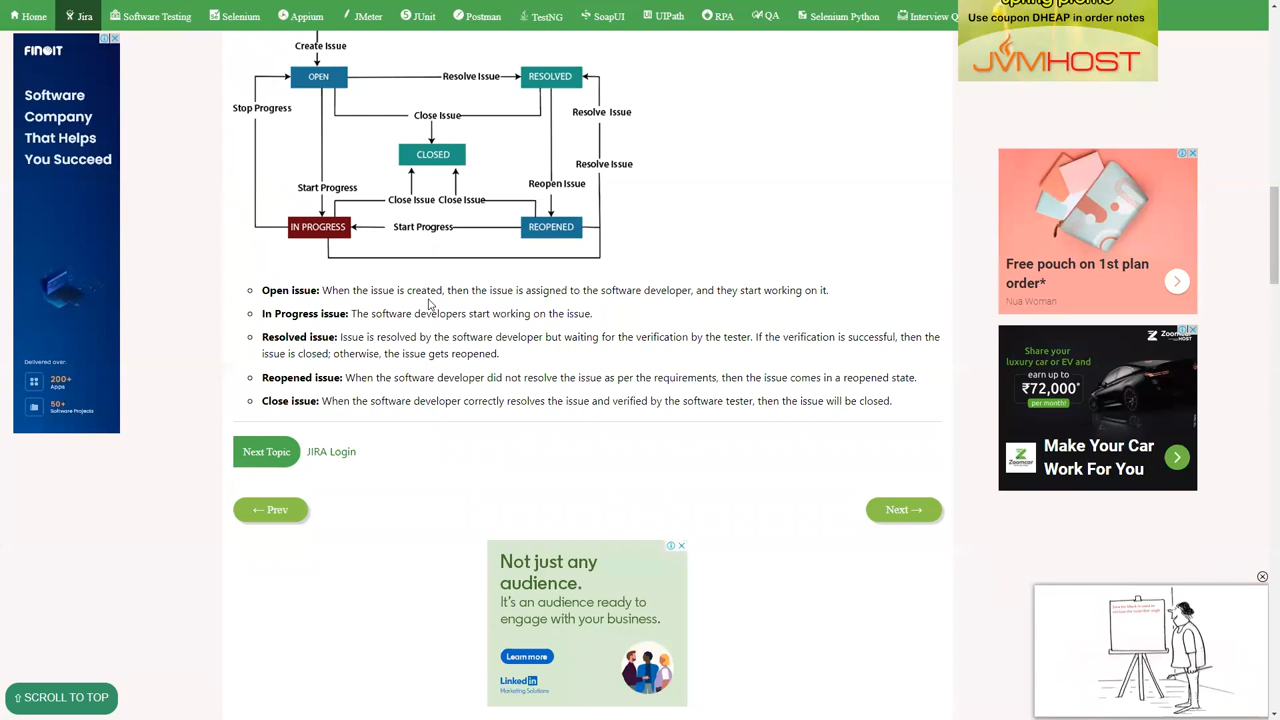 Home
Jira
Software Testing
Selenium
Appium
JMeter
JUnit
Postman
TestNG
SoapUI
UIPath
RPA
QA
Selenium Python
Interview Q
FINOIT
Software
Company
That Helps
You Succeed
Delivered over:
200+
Apps
50+
Software Projects
Create Issue
OPEN
Resolve Issue
RESOLVED
Stop Progress
Close Issue
Resolve Issue
CLOSED
Resolve Issue
Start Progress
Reopen Issue
Close Issue Close Issue
IN PROGRESS
Start Progress
REOPENED
Open issue: When the issue is created, then the issue is assigned to the software developer, and they start working on it.
In Progress issue: The software developers start working on the issue.
Resolved issue: Issue is resolved by the software developer but waiting for the verification by the tester. If the verification is successful, then the
issue is closed; otherwise, the issue gets reopened.
Reopened issue: When the software developer did not resolve the issue as per the requirements, then the issue comes in a reopened state.
Close issue: When the software developer correctly resolves the issue and verified by the software tester, then the issue will be closed.
Next Topic JIRA Login
← Prev
Next →
Not just any
audience.
It's an audience ready to
engage with your business.
Learn more
LinkedIn
Marketing Solutions
⇧ SCROLL TO TOP
Use coupon DHEAP in order notes
JVMHOST
Free pouch on 1st plan
order*
Nua Woman
Zoomcar
HOST
Share your
luxury car or EV and
earn up to
₹72,000*
per month!
Zoomcar
HOST
Make Your Car
Work For You